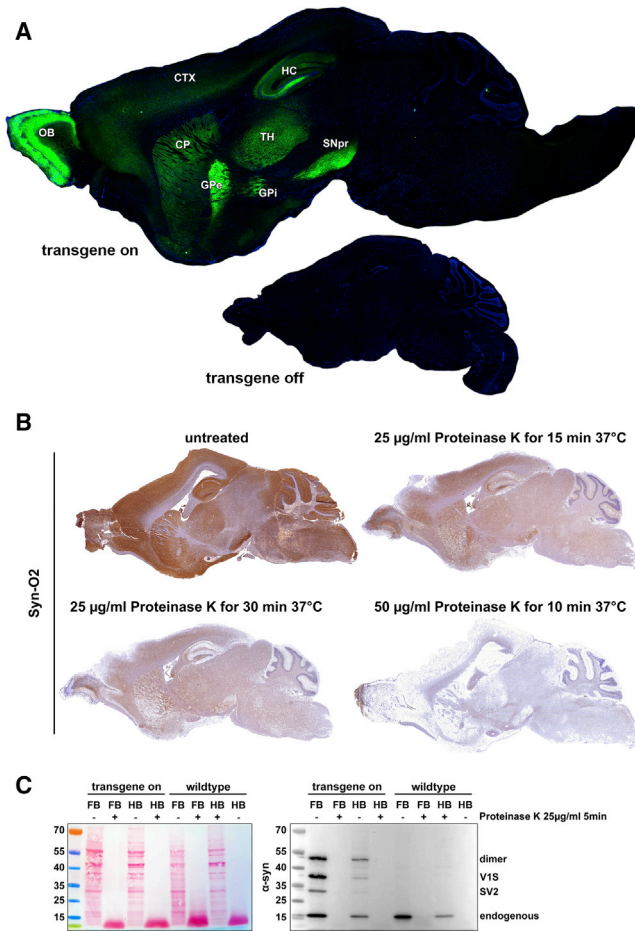 A
CTX
HC
OB
CP
TH
SNpr
GPe
GPi
transgene on
transgene off
B
untreated
25 µg/ml Proteinase K for 15 min 37°C
Syn-O2
25 µg/ml Proteinase K for 30 min 37°C
50 µg/ml Proteinase K for 10 min 37°C
C
transgene on wildtype
FB FB HB HB FB FB HB HB
- + - + - + + -
70
55
40
35
25
15
10
transgene on wildtype
FB FB HB HB FB FB HB HB
- + - + - + + -
Proteinase K 25µg/ml 5min
α-syn
70
55
40
35
25
15
10
dimer
V1S
SV2
endogenous